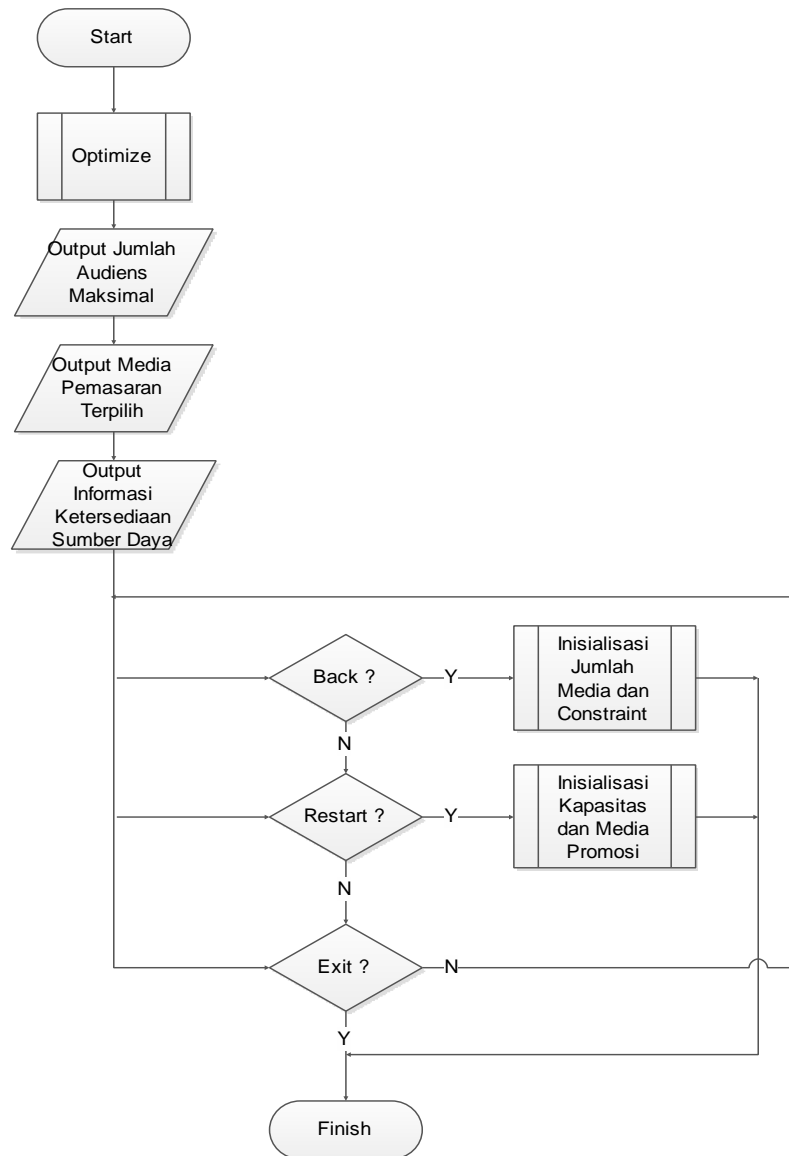 Start
Optimize
Output Jumlah
Audiens
Maksimal
Output Media
Pemasaran
Terpilih
Output
Informasi
Ketersediaan
Sumber Daya
Back ?
Y
Inisialisasi
Jumlah
Media dan
Constraint
N
Restart ?
Y
Inisialisasi
Kapasitas
dan Media
Promosi
N
Exit ?
N
Y
Finish